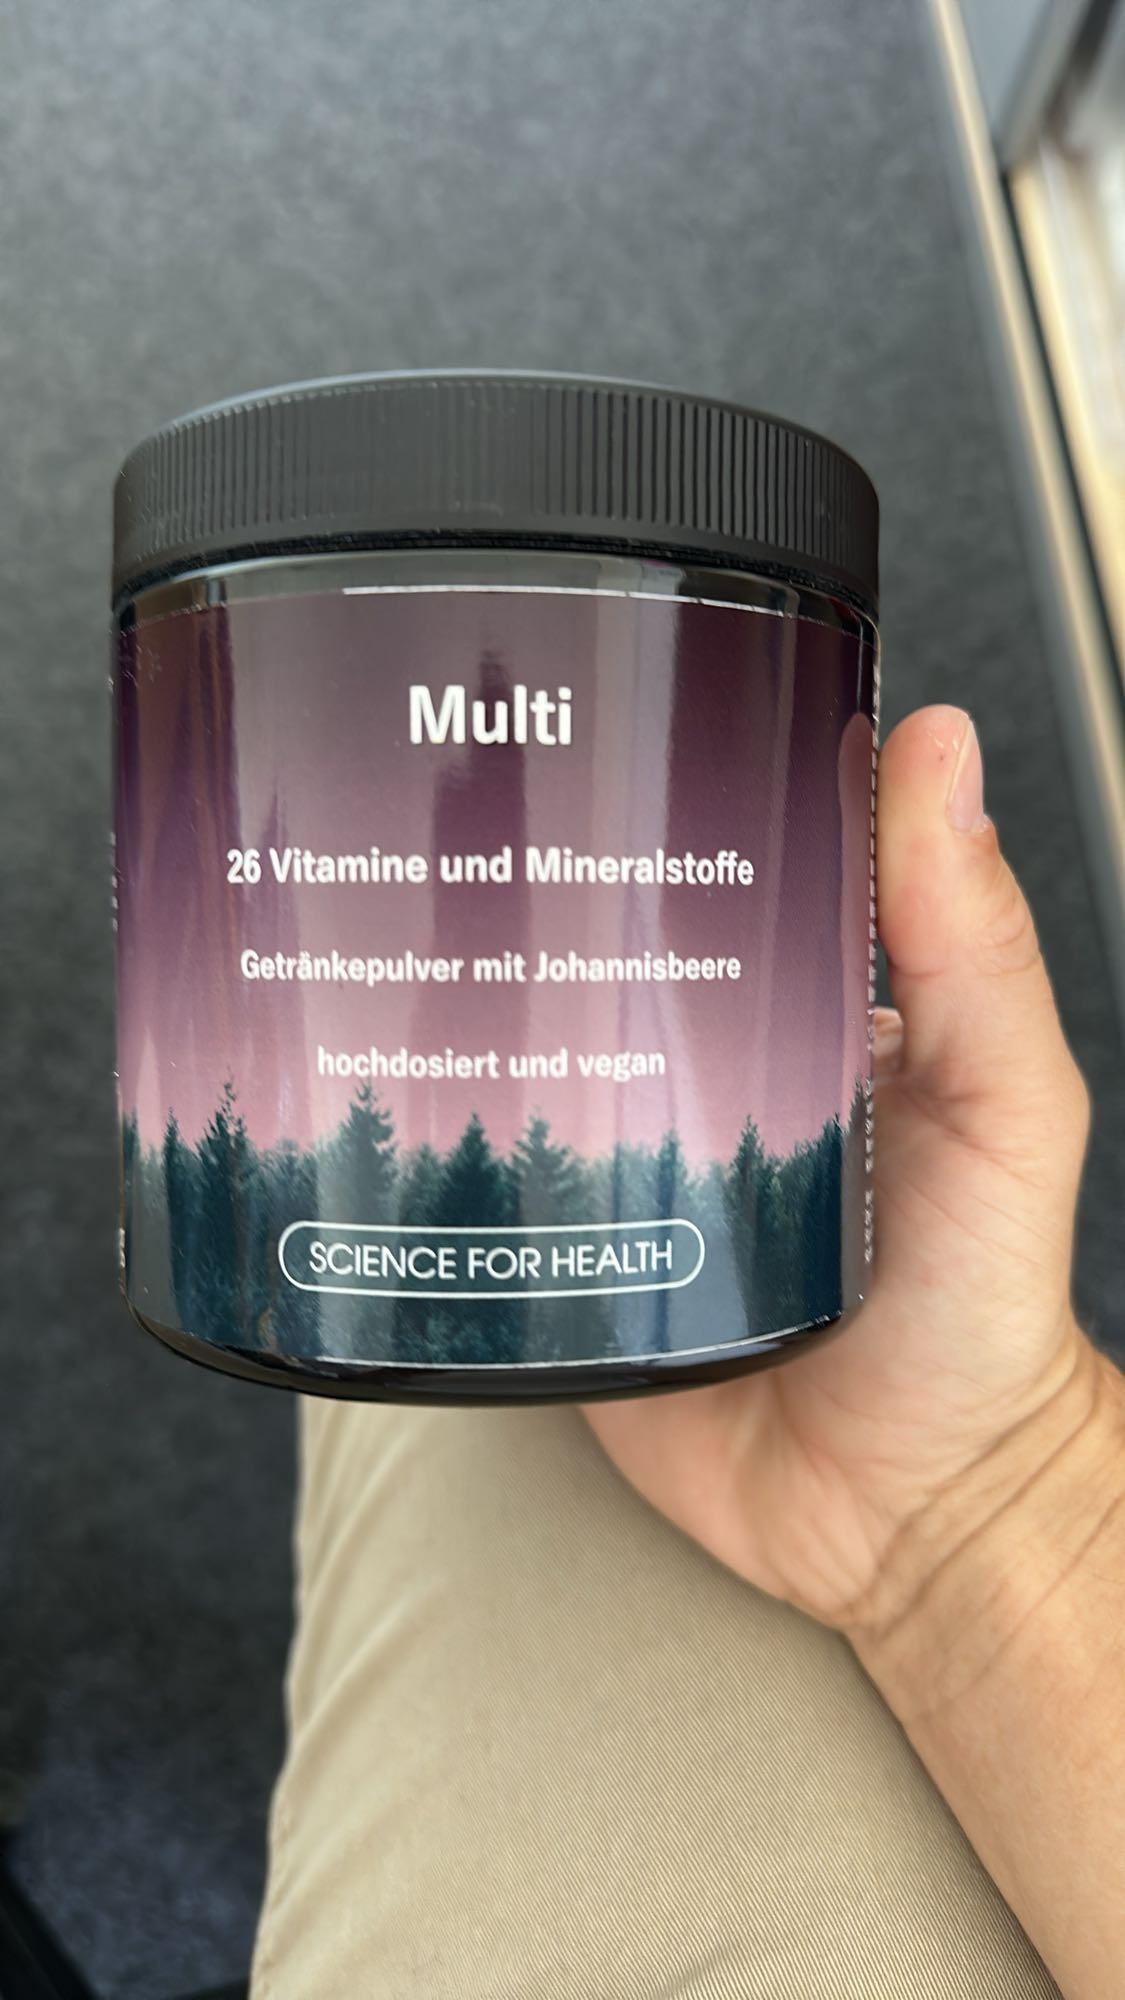 Multi
26 Vitamine und Mineralstoffe
Getränkepulver mit Johannisbeere
hochdosiert und vegan
SCIENCE FOR HEALTH